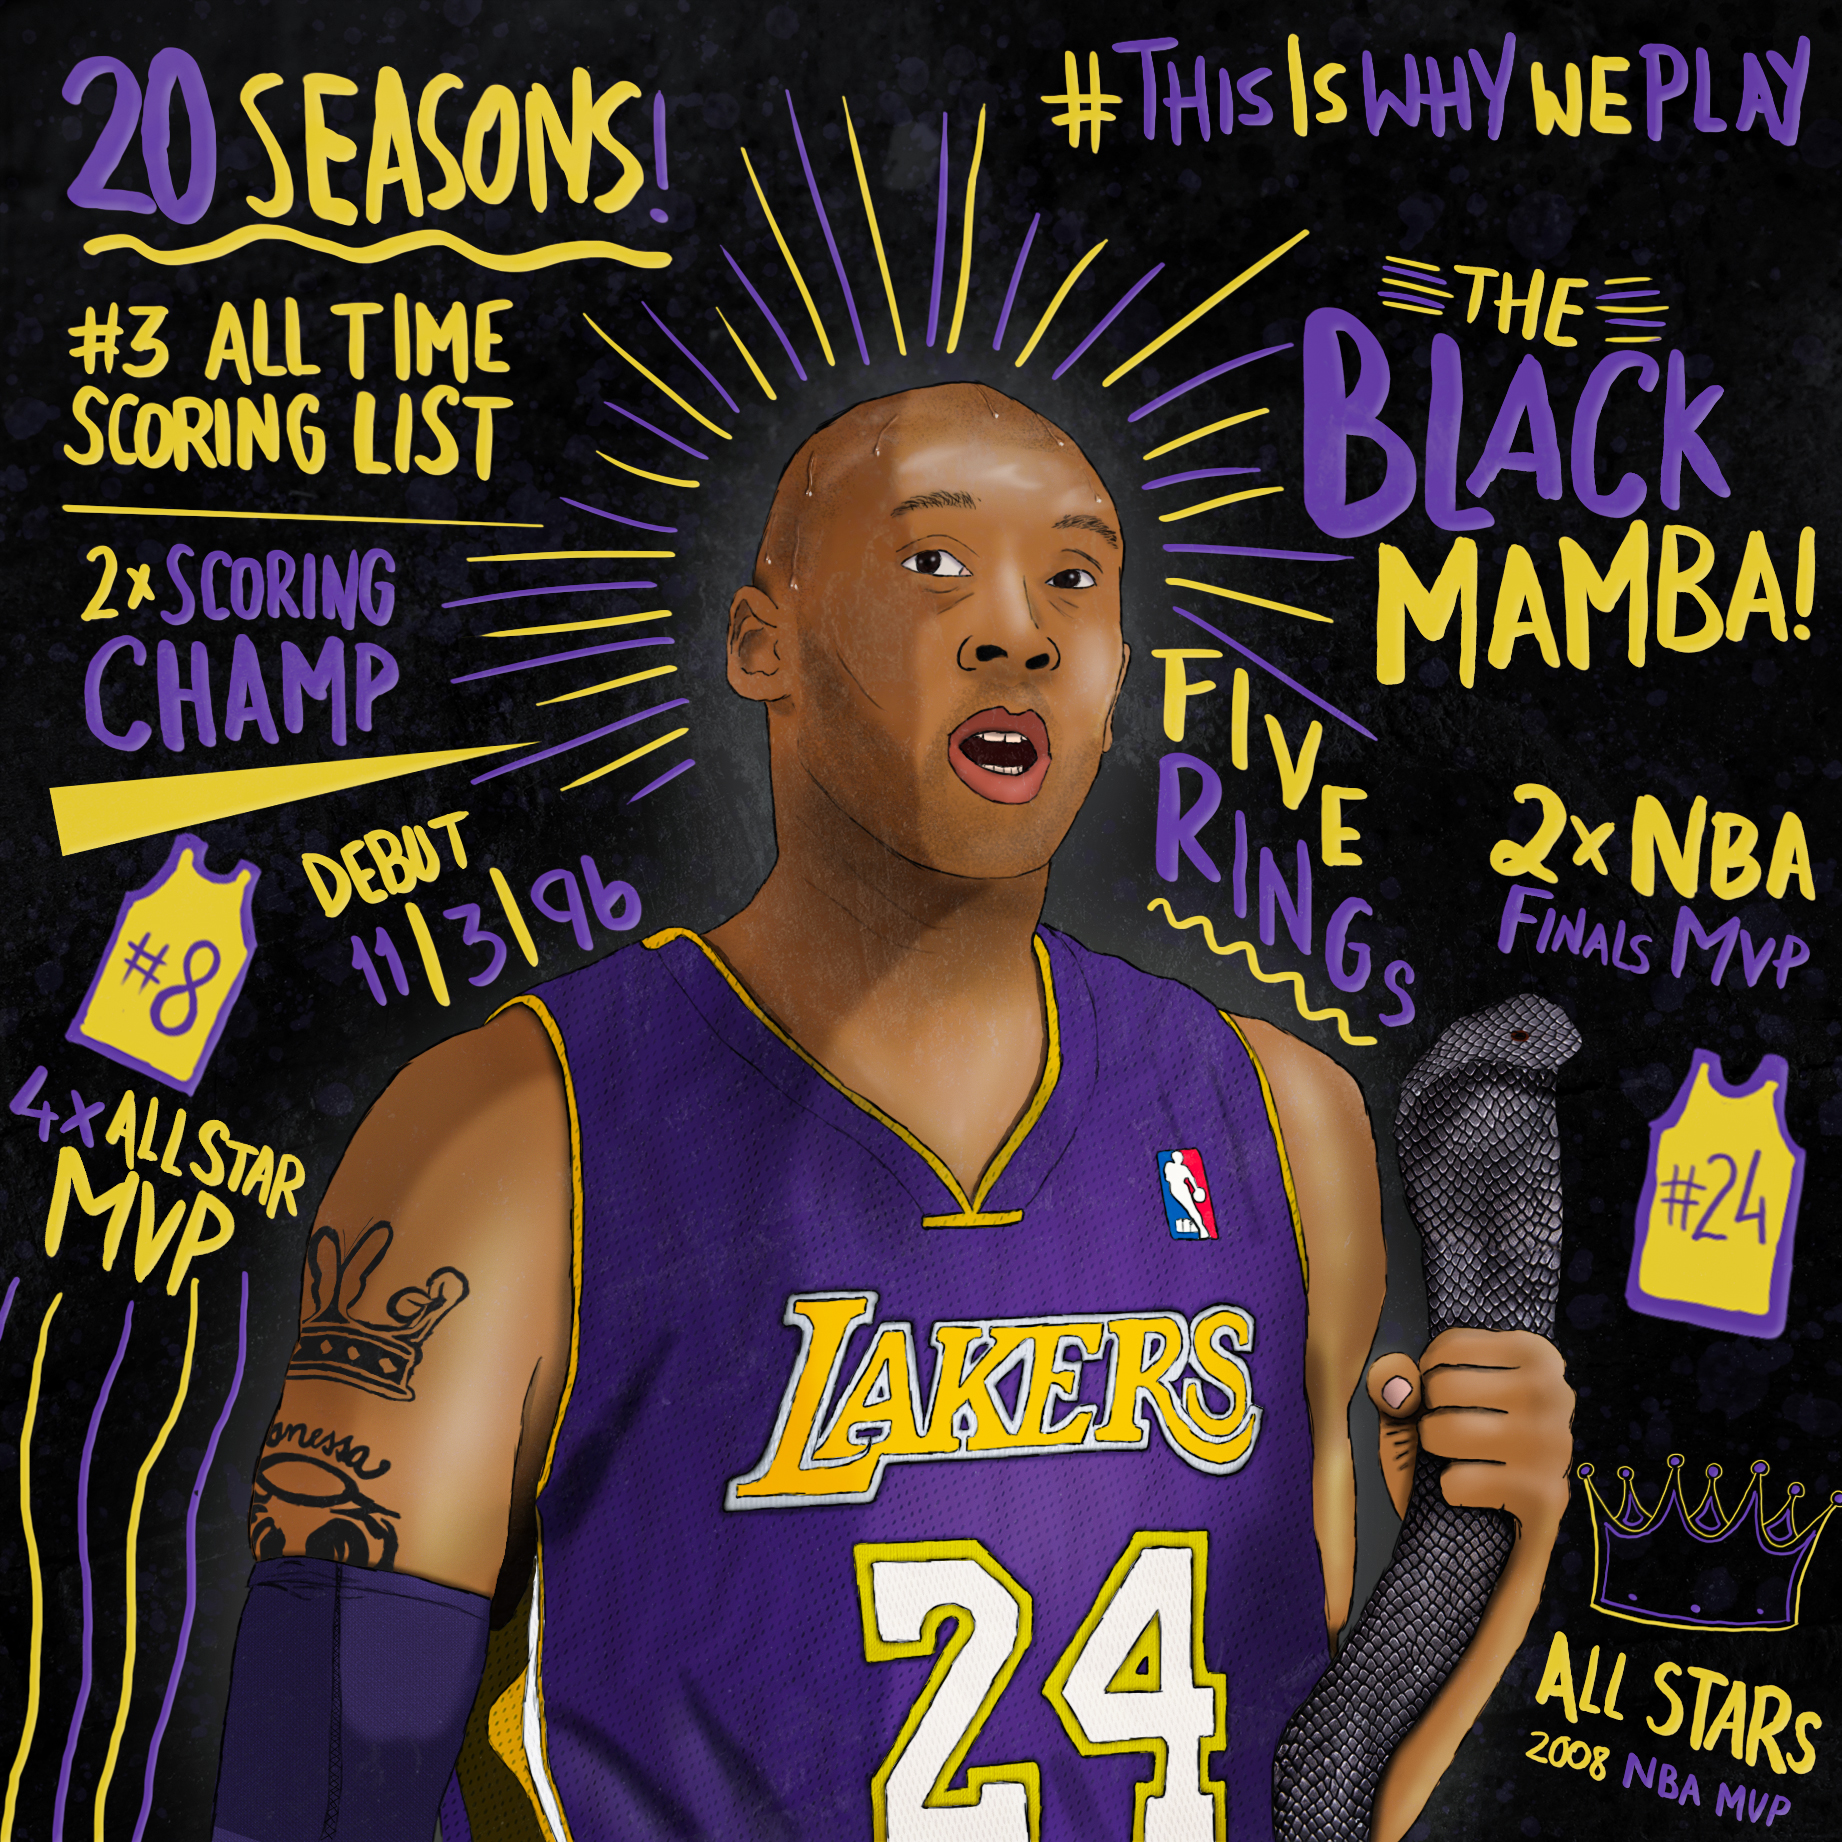 20 SEASONS!
#THISISWHYWEPLAY
#3 ALL TIME
SCORING LIST
THE
BLACK
MAMBA!
2x SCORING
CHAMP
FIVE
RINGS
DEBUT
11/3/96
2x NBA
FINALS MVP
#8
#24
4x ALL STAR
MVP
anessa
LAKERS
24
ALL STARS
2008 NBA MVP